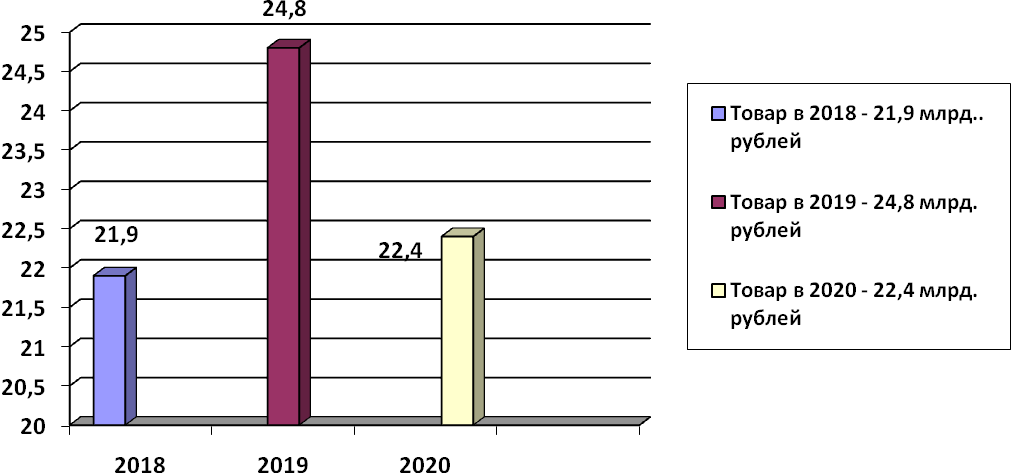 24,8
25
24,5
24
23,5
23
22,5
22
21,5
21
20,5
20
21,9
22,4
2018 2019 2020
Товар в 2018 - 21,9 млрд..
рублей
Товар в 2019 - 24,8 млрд.
рублей
Товар в 2020 - 22,4 млрд.
рублей